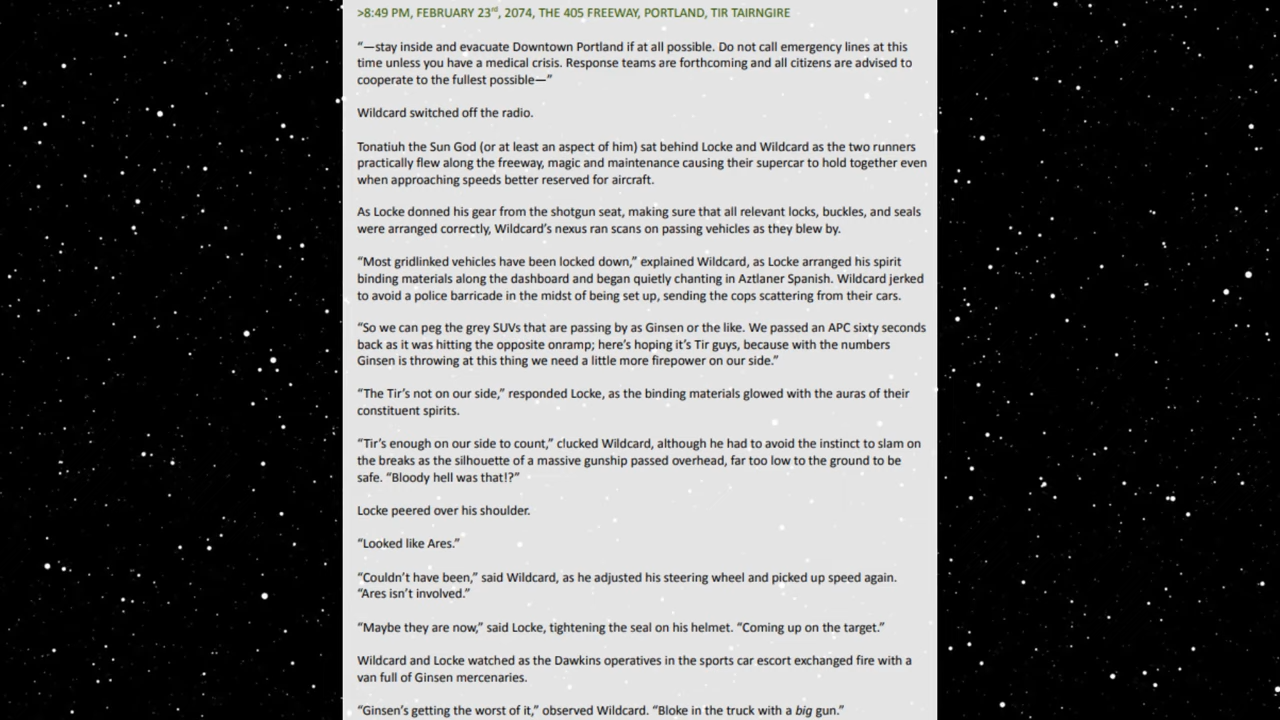 >8:49 PM, FEBRUARY 23rd, 2074, THE 405 FREEWAY, PORTLAND, TIR TAIRNGIRE
“—stay inside and evacuate Downtown Portland if at all possible. Do not call emergency lines at this
time unless you have a medical crisis. Response teams are forthcoming and all citizens are advised to
cooperate to the fullest possible—”
Wildcard switched off the radio.
Tonatiuh the Sun God (or at least an aspect of him) sat behind Locke and Wildcard as the two runners
practically flew along the freeway, magic and maintenance causing their supercar to hold together even
when approaching speeds better reserved for aircraft.
As Locke donned his gear from the shotgun seat, making sure that all relevant locks, buckles, and seals
were arranged correctly, Wildcard’s nexus ran scans on passing vehicles as they blew by.
“Most gridlinked vehicles have been locked down,” explained Wildcard, as Locke arranged his spirit
binding materials along the dashboard and began quietly chanting in Aztlaner Spanish. Wildcard jerked
to avoid a police barricade in the midst of being set up, sending the cops scattering from their cars.
“So we can peg the grey SUVs that are passing by as Ginsen or the like. We passed an APC sixty seconds
back as it was hitting the opposite onramp; here’s hoping it’s Tir guys, because with the numbers
Ginsen is throwing at this thing we need a little more firepower on our side.”
“The Tir’s not on our side,” responded Locke, as the binding materials glowed with the auras of their
constituent spirits.
“Tir’s enough on our side to count,” clucked Wildcard, although he had to avoid the instinct to slam on
the breaks as the silhouette of a massive gunship passed overhead, far too low to the ground to be
safe. “Bloody hell was that!?”
Locke peered over his shoulder.
“Looked like Ares.”
“Couldn’t have been,” said Wildcard, as he adjusted his steering wheel and picked up speed again.
“Ares isn’t involved.”
“Maybe they are now,” said Locke, tightening the seal on his helmet. “Coming up on the target.”
Wildcard and Locke watched as the Dawkins operatives in the sports car escort exchanged fire with a
van full of Ginsen mercenaries.
“Ginsen’s getting the worst of it,” observed Wildcard. “Bloke in the truck with a big gun.”